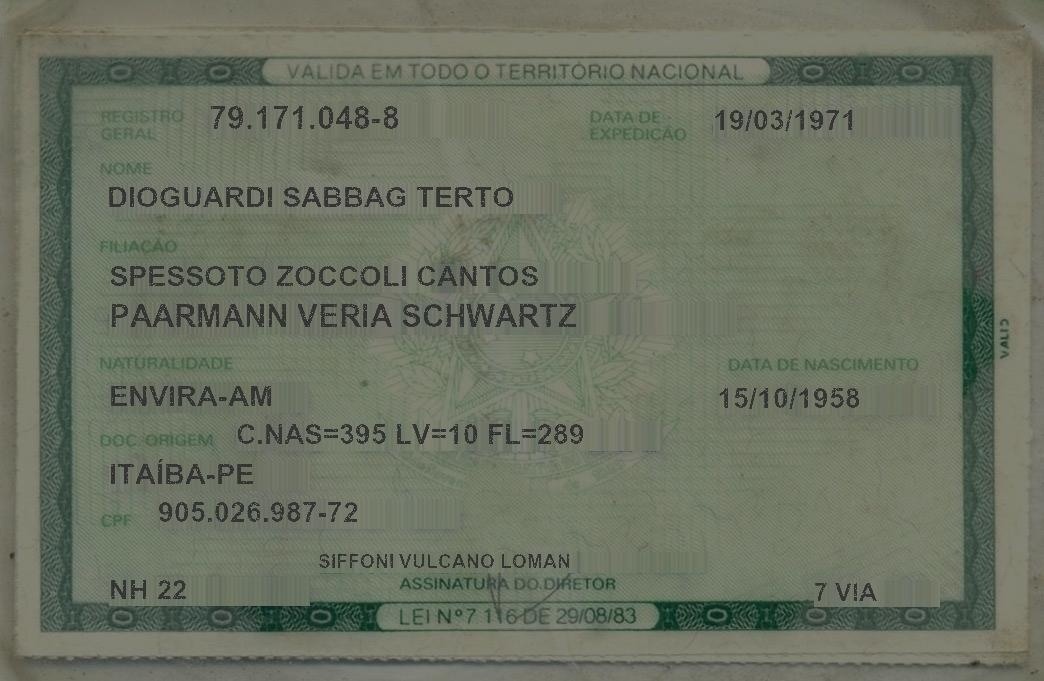 VÁLIDA EM TODO O TERRITÓRIO NACIONAL
REGISTRO GERAL 79.171.048-8 DATA DE EXPEDIÇÃO 19/03/1971
NOME
DIOGUARDI SABBAG TERTO
FILIAÇÃO
SPESSOTO ZOCCOLI CANTOS
PAARMANN VERIA SCHWARTZ
NATURALIDADE DATA DE NASCIMENTO
ENVIRA-AM 15/10/1958
DOC. ORIGEM C.NAS=395 LV=10 FL=289
ITAÍBA-PE
CPF 905.026.987-72
SIFFONI VULCANO LOMAN
NH 22 ASSINATURA DO DIRETOR 7 VIA
LEI Nº 7.116 DE 29/08/83
VALID